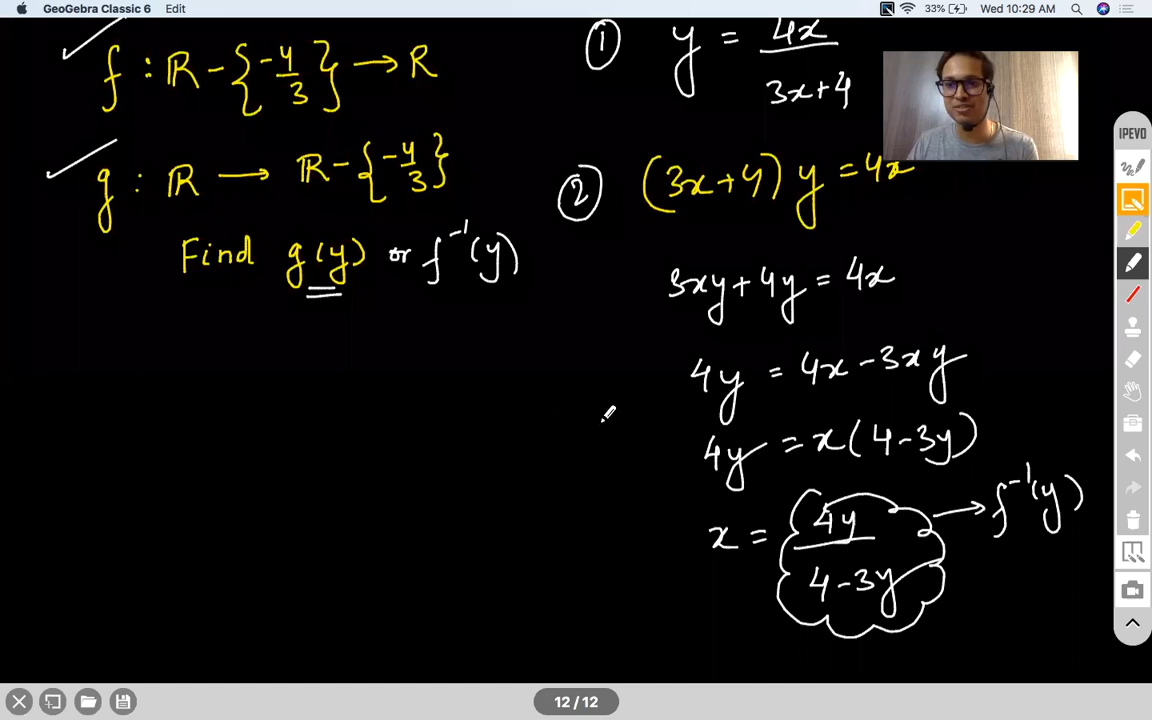 GeoGebra Classic 6 Edit 33% Wed 10:29 AM
f : ℝ - {-4/3} → R
g : ℝ → ℝ - {-4/3}
Find g(y) or f⁻¹(y)
① y = 4x / 3x+4
② (3x+4) y = 4x
3xy + 4y = 4x
4y = 4x - 3xy
4y = x(4-3y)
x = 4y / 4-3y → f⁻¹(y)
IPEVO
12 / 12